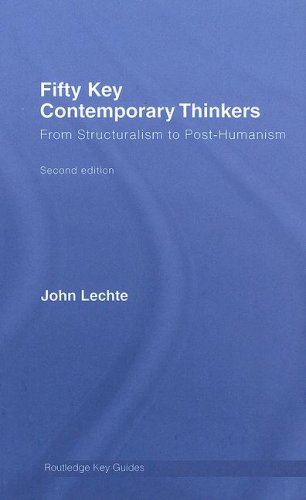 Fifty Key
Contemporary Thinkers
From Structuralism to Post-Humanism
Second edition
John Lechte
Routledge Key Guides